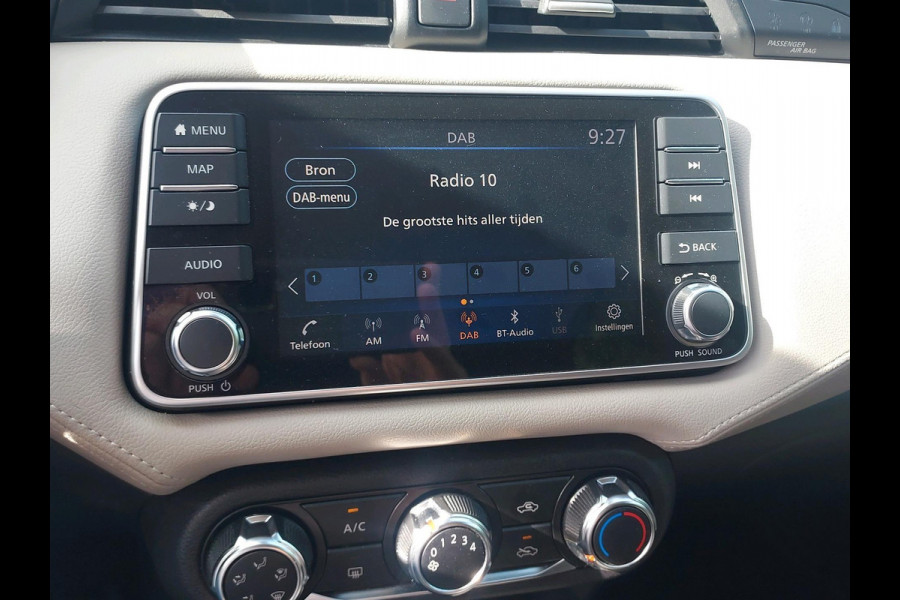 PASSENGER
AIR BAG
MENU
MAP
AUDIO
VOL
PUSH
DAB
9:27
Bron
DAB-menu
Radio 10
De grootste hits aller tijden
1 2 3 4 5 6
Telefoon
AM
FM
DAB
BT-Audio
USB
Instellingen
BACK
PUSH SOUND
A/C
0 1 2 3 4